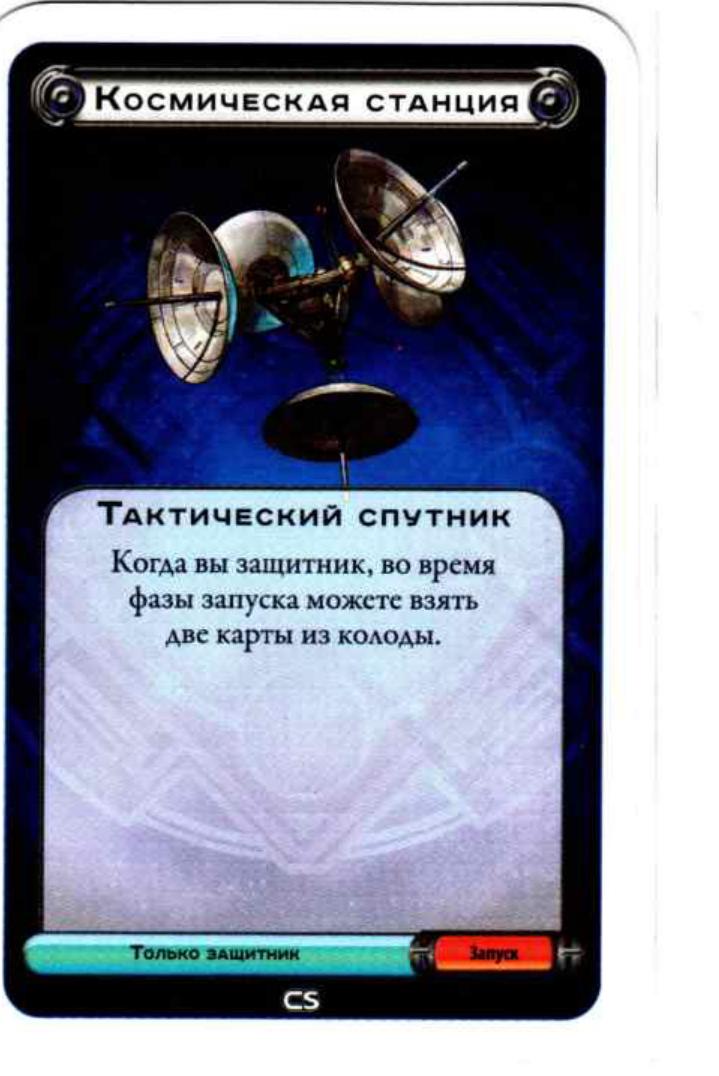 Космическая станция
Тактический спутник
Когда вы защитник, во время
фазы запуска можете взять
две карты из колоды.
Только защитник
Запуск
CS